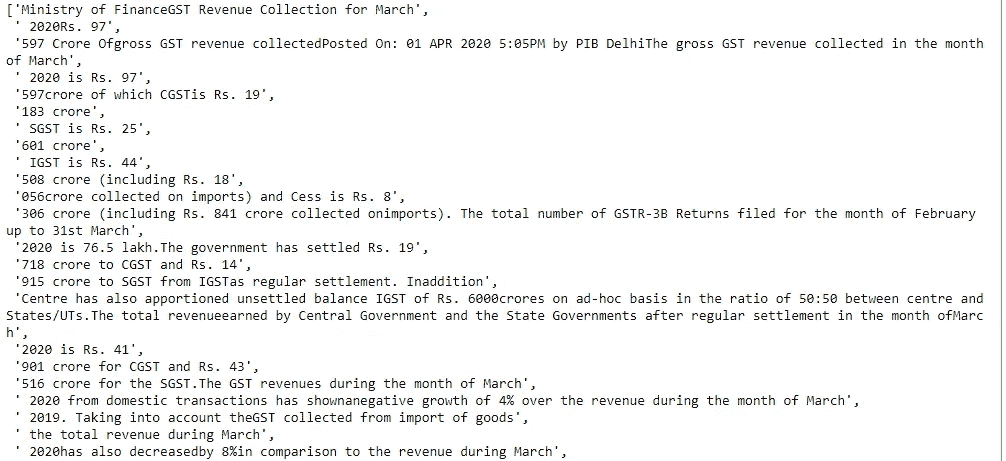 ['Ministry of FinanceGST Revenue Collection for March',
' 2020Rs. 97',
'597 Crore Ofgross GST revenue collectedPosted On: 01 APR 2020 5:05PM by PIB DelhiThe gross GST revenue collected in the month
of March',
' 2020 is Rs. 97',
'597crore of which CGSTis Rs. 19',
'183 crore',
' SGST is Rs. 25',
'601 crore',
' IGST is Rs. 44',
'508 crore (including Rs. 18',
'056crore collected on imports) and Cess is Rs. 8',
'306 crore (including Rs. 841 crore collected onimports). The total number of GSTR-3B Returns filed for the month of February
up to 31st March',
'2020 is 76.5 lakh.The government has settled Rs. 19',
'718 crore to CGST and Rs. 14',
'915 crore to SGST from IGSTas regular settlement. Inaddition',
'Centre has also apportioned unsettled balance IGST of Rs. 6000crores on ad-hoc basis in the ratio of 50:50 between centre and
States/UTs.The total revenueearned by Central Government and the State Governments after regular settlement in the month ofMarc
h',
'2020 is Rs. 41',
'901 crore for CGST and Rs. 43',
'516 crore for the SGST.The GST revenues during the month of March',
' 2020 from domestic transactions has shownanegative growth of 4% over the revenue during the month of March',
' 2019. Taking into account theGST collected from import of goods',
' the total revenue during March',
' 2020has also decreasedby 8%in comparison to the revenue during March',